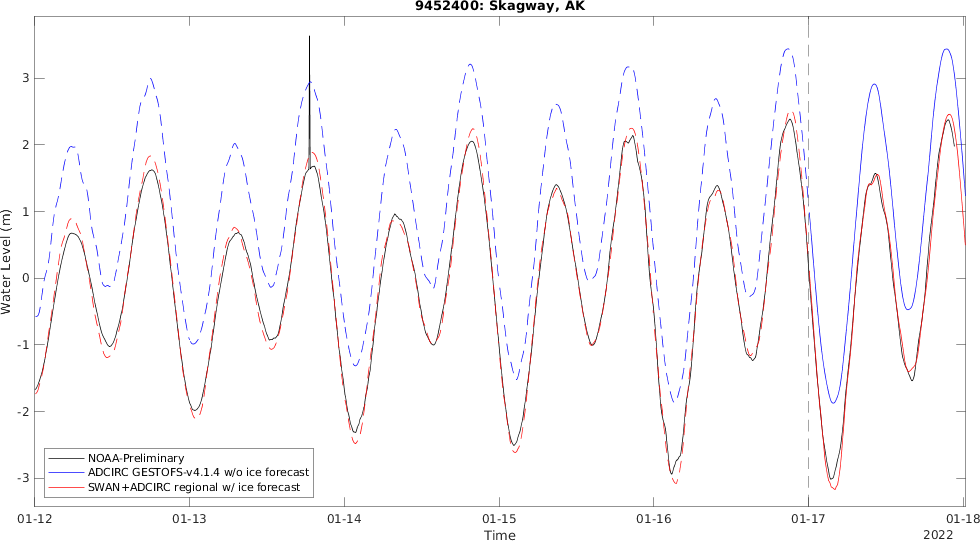 9452400: Skagway, AK
Water Level (m)
3
2
1
0
-1
-2
-3
NOAA-Preliminary
ADCIRC GESTOFS-v4.1.4 w/o ice forecast
SWAN+ADCIRC regional w/ ice forecast
01-12 01-13 01-14 01-15 01-16 01-17 01-18
Time
2022